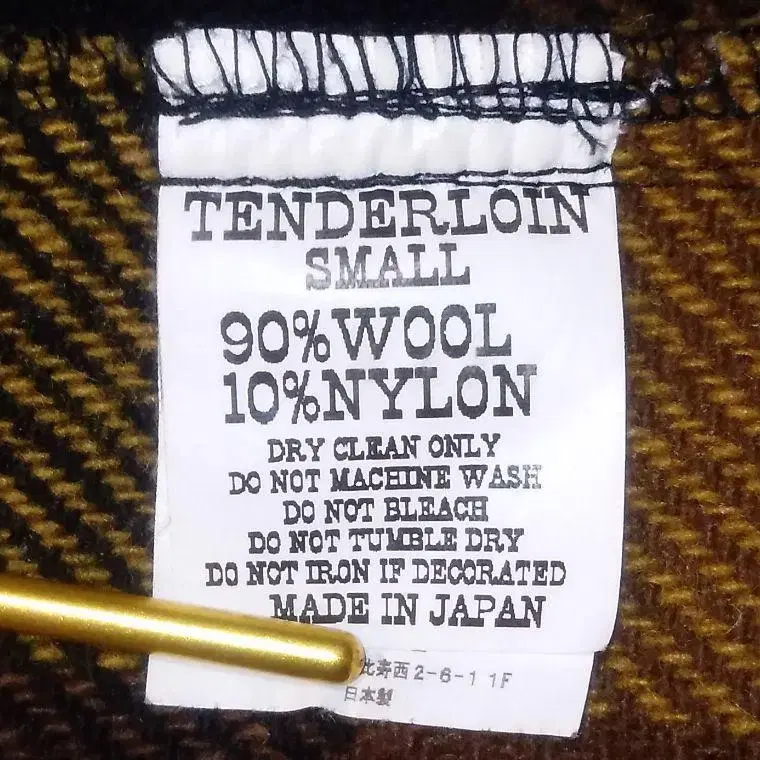 TENDERLOIN
SMALL
90%WOOL
10%NYLON
DRY CLEAN ONLY
DO NOT MACHINE WASH
DO NOT BLEACH
DO NOT TUMBLE DRY
DO NOT IRON IF DECORATED
MADE IN JAPAN
比寿西2-6-1 1F
日本製